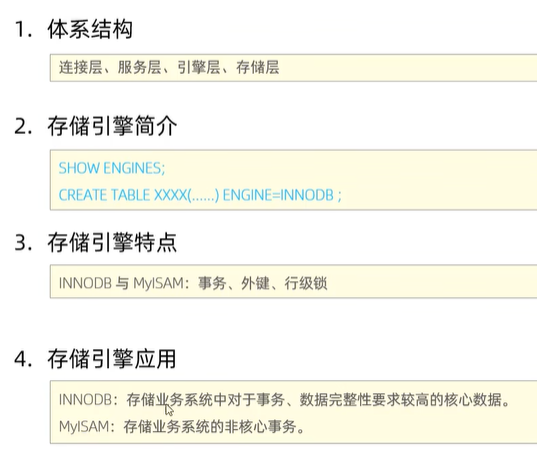 1. 体系结构
连接层、服务层、引擎层、存储层
2. 存储引擎简介
SHOW ENGINES;
CREATE TABLE XXXX(......) ENGINE=INNODB ;
3. 存储引擎特点
INNODB 与 MyISAM：事务、外键、行级锁
4. 存储引擎应用
INNODB：存储业务系统中对于事务、数据完整性要求较高的核心数据。
MyISAM：存储业务系统的非核心事务。